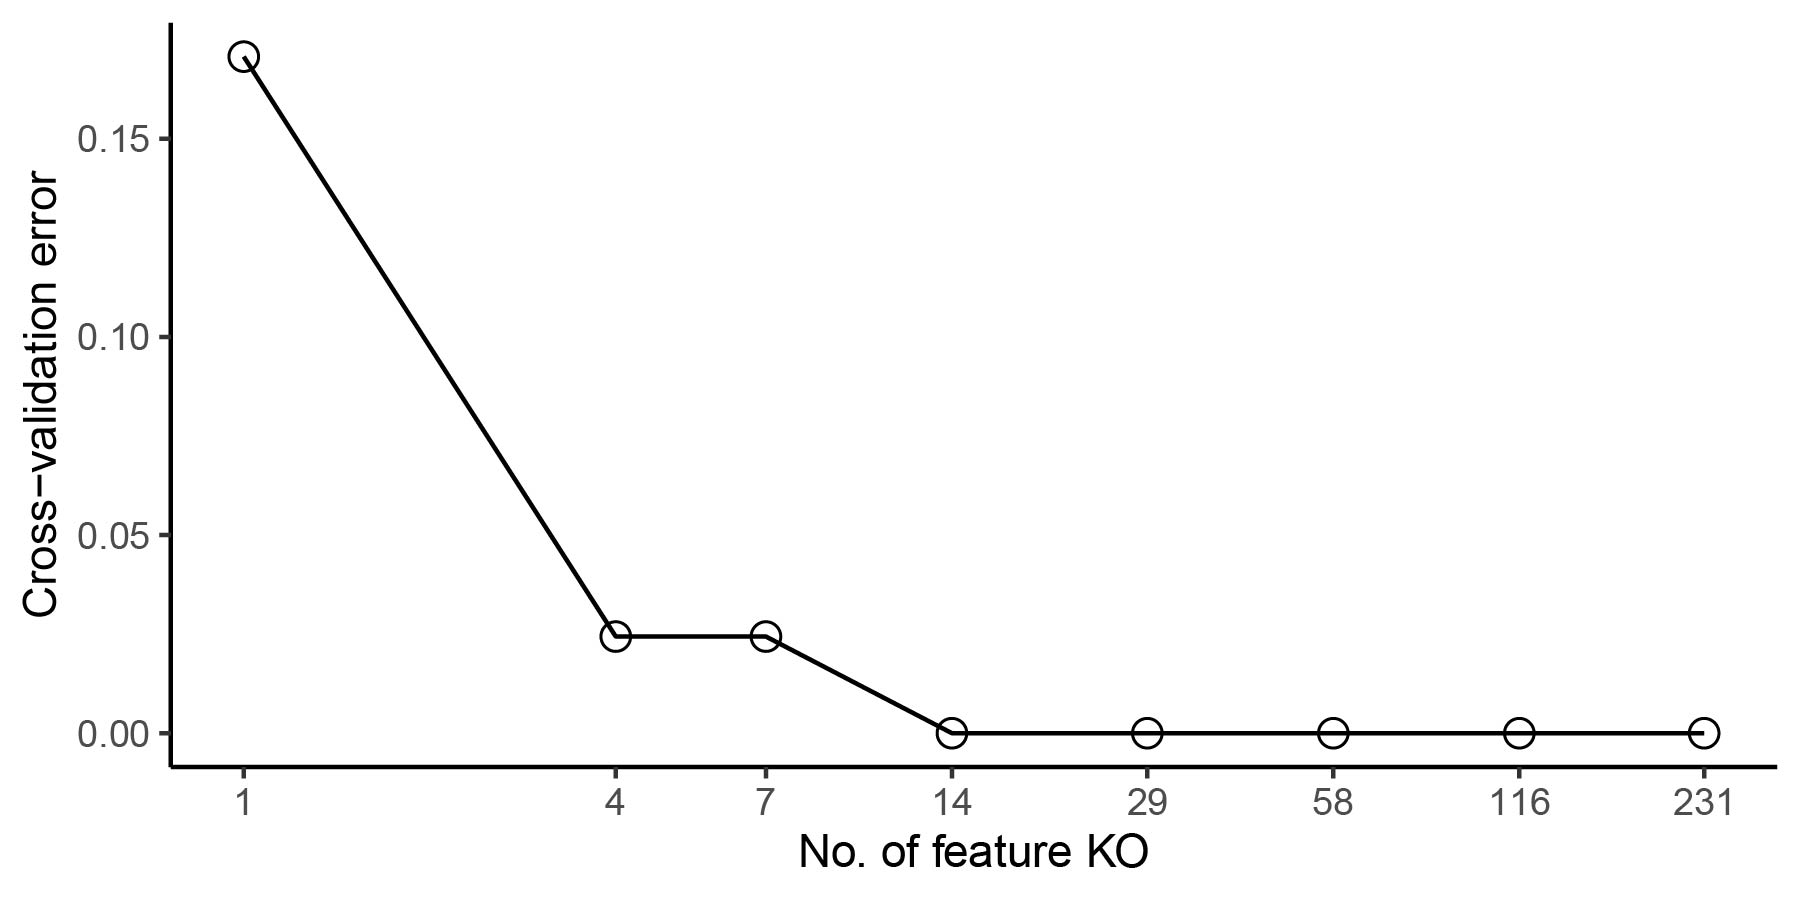 Cross−validation error
0.15
0.10
0.05
0.00
1 4 7 14 29 58 116 231
No. of feature KO